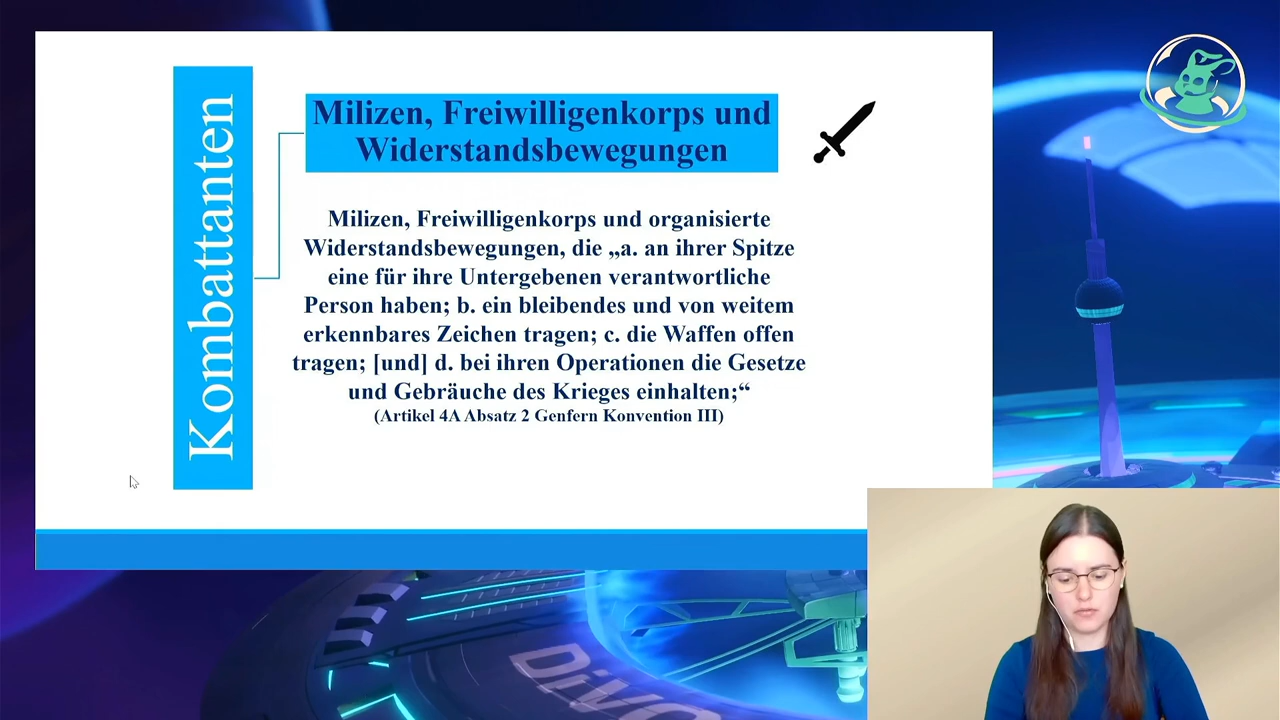 Kombattanten
Milizen, Freiwilligenkorps und
Widerstandsbewegungen
Milizen, Freiwilligenkorps und organisierte
Widerstandsbewegungen, die „a. an ihrer Spitze
eine für ihre Untergebenen verantwortliche
Person haben; b. ein bleibendes und von weitem
erkennbares Zeichen tragen; c. die Waffen offen
tragen; [und] d. bei ihren Operationen die Gesetze
und Gebräuche des Krieges einhalten;“
(Artikel 4A Absatz 2 Genfern Konvention III)